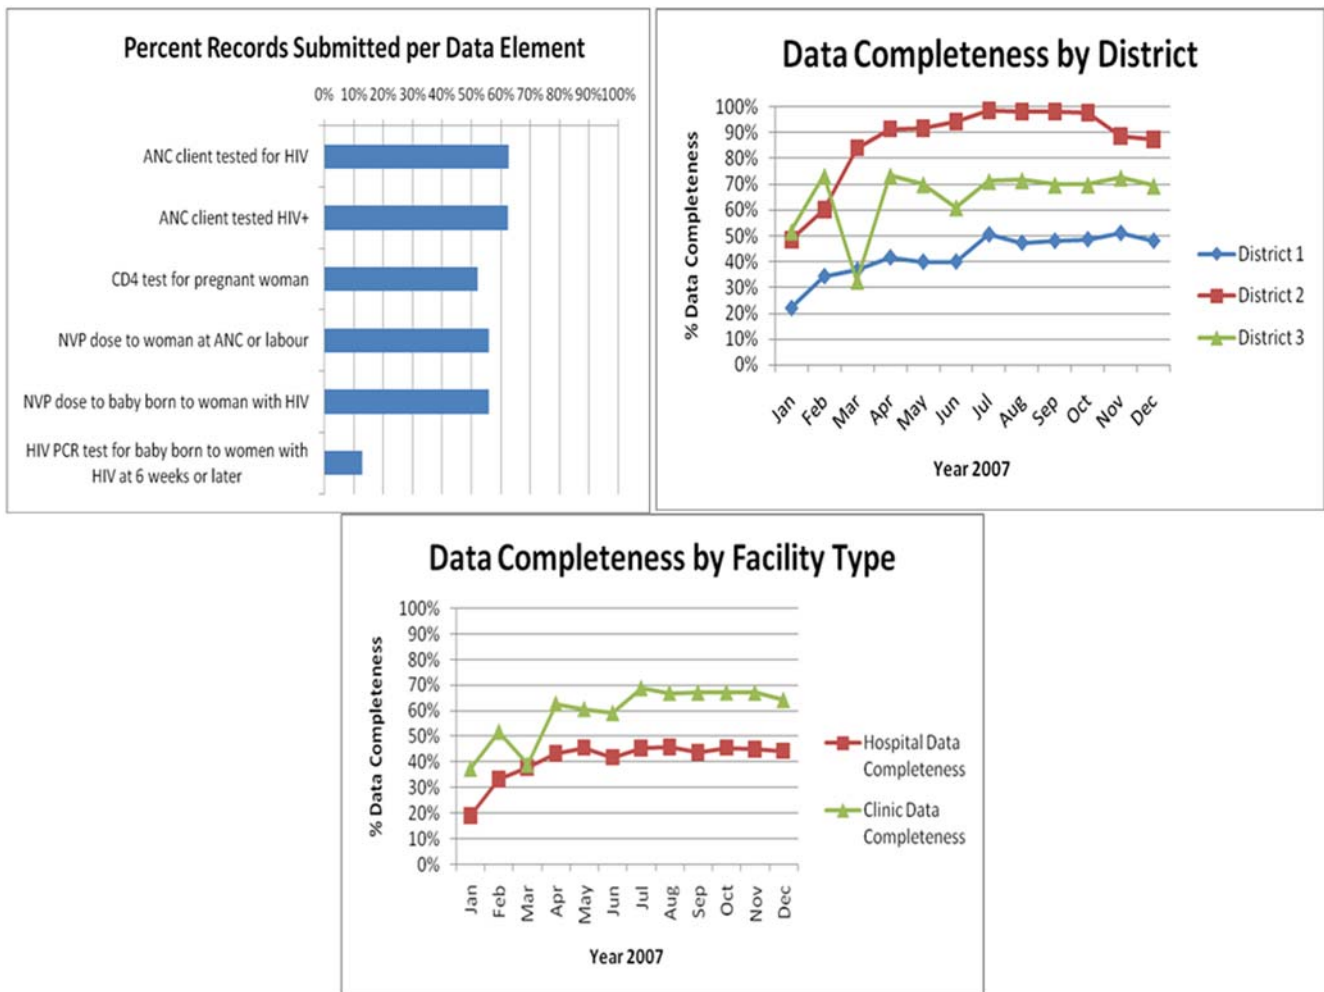 Percent Records Submitted per Data Element
0% 10% 20% 30% 40% 50% 60% 70% 80% 90% 100%
ANC client tested for HIV
ANC client tested HIV+
CD4 test for pregnant woman
NVP dose to woman at ANC or labour
NVP dose to baby born to woman with HIV
HIV PCR test for baby born to women with
HIV at 6 weeks or later
Data Completeness by District
% Data Completeness
100%
90%
80%
70%
60%
50%
40%
30%
20%
10%
0%
Jan Feb Mar Apr May Jun Jul Aug Sep Oct Nov Dec
Year 2007
District 1
District 2
District 3
Data Completeness by Facility Type
% Data Completeness
100%
90%
80%
70%
60%
50%
40%
30%
20%
10%
0%
Jan Feb Mar Apr May Jun Jul Aug Sep Oct Nov Dec
Year 2007
Hospital Data
Completeness
Clinic Data
Completeness